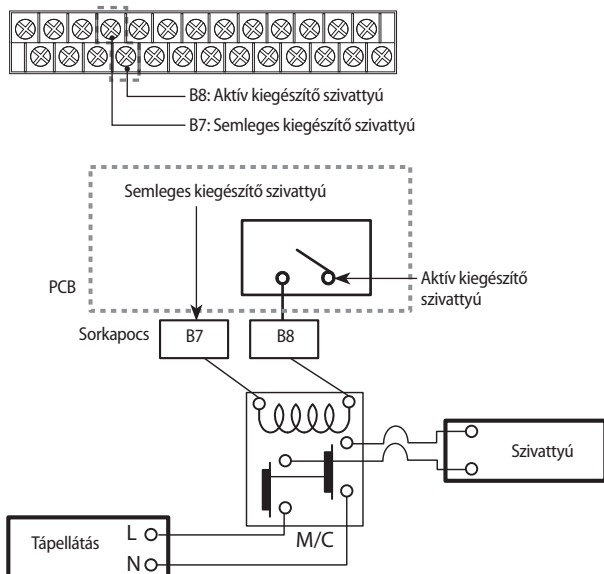 B8: Aktív kiegészítő szivattyú
B7: Semleges kiegészítő szivattyú
Semleges kiegészítő szivattyú
Aktív kiegészítő
szivattyú
PCB
Sorkapocs
B7
B8
Szivattyú
M/C
Tápellátás
L
N